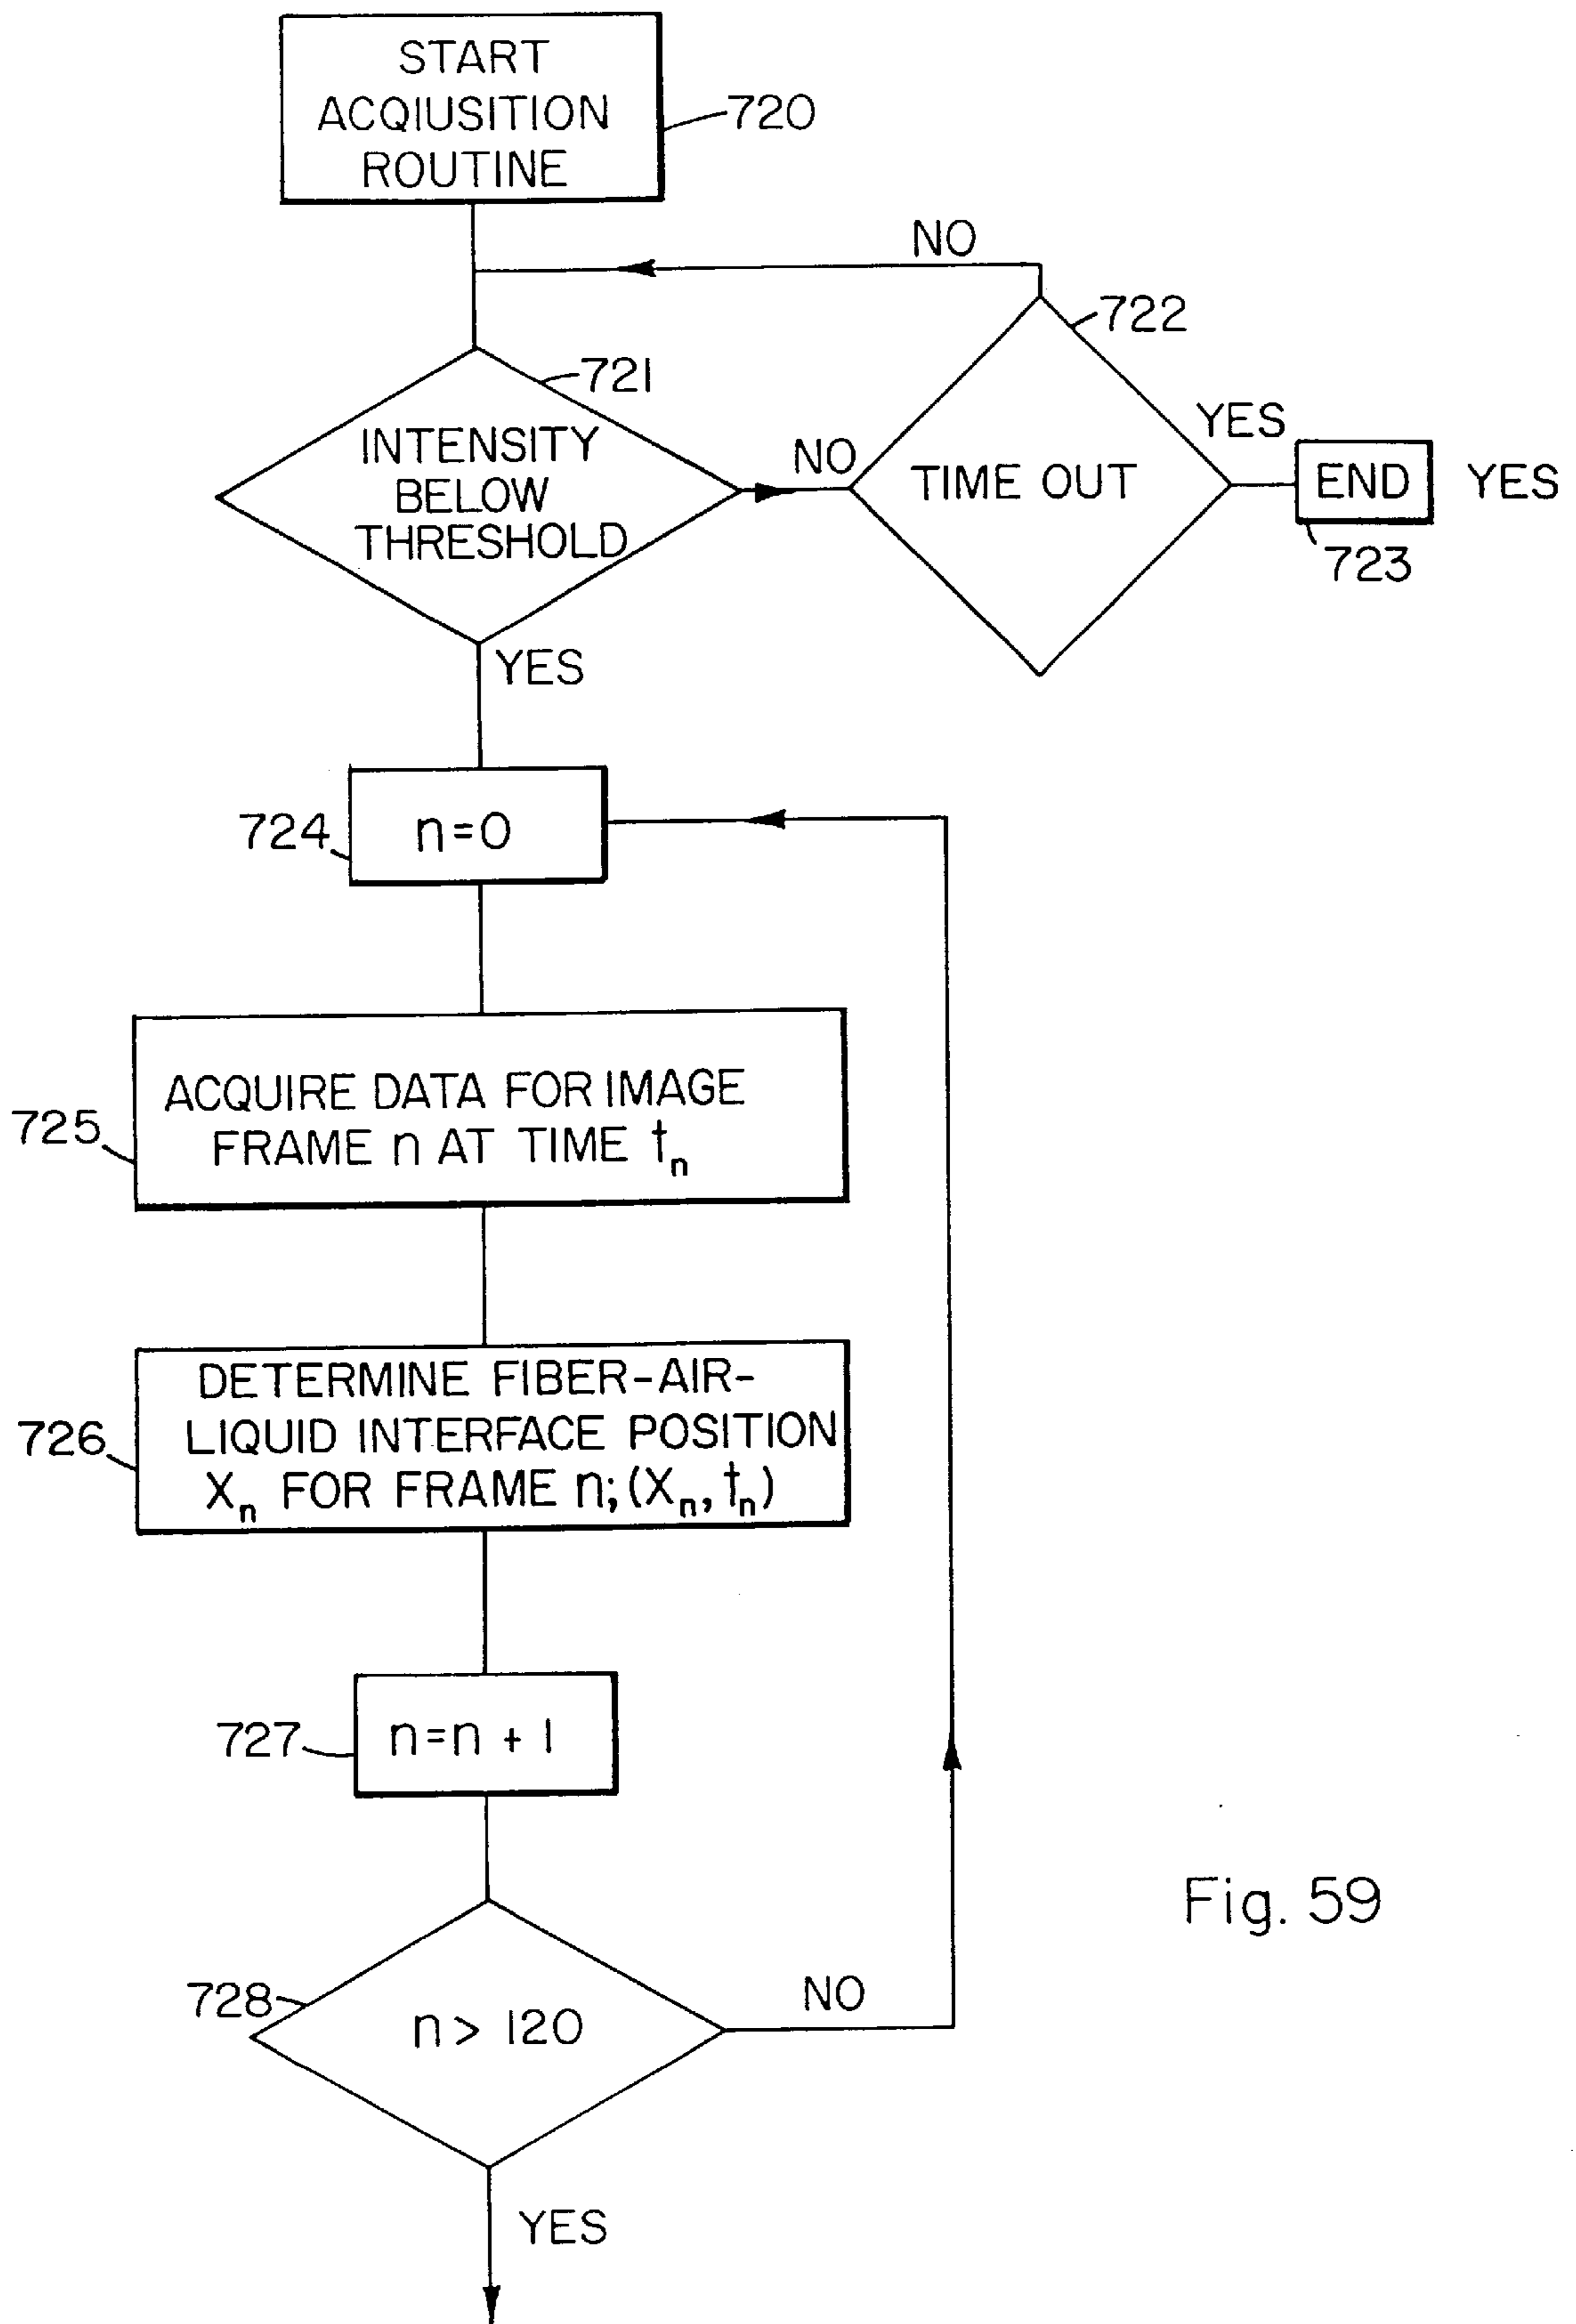 START
ACQIUSITION
ROUTINE
720
NO
722
721
INTENSITY
BELOW
THRESHOLD
NO
TIME OUT
YES
END
YES
723
YES
724
n=0
725
ACQUIRE DATA FOR IMAGE
FRAME n AT TIME tn
726
DETERMINE FIBER-AIR-
LIQUID INTERFACE POSITION
Xn FOR FRAME n; (Xn, tn)
727
n=n + 1
728
n> 120
NO
YES
Fig. 59